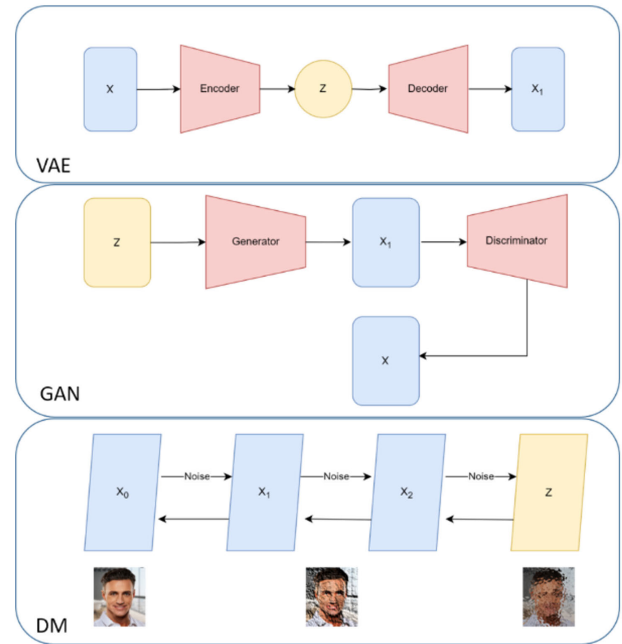 X Encoder Z Decoder X₁
VAE
Z Generator X₁ Discriminator
X
GAN
X₀ Noise X₁ Noise X₂ Noise Z
DM